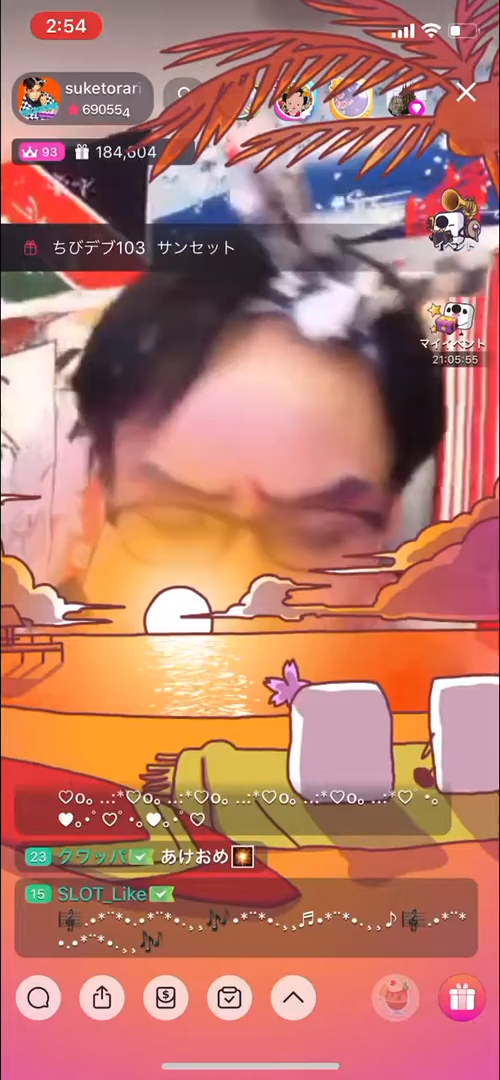 2:54
suketorari
690554
93 184,604
ちびデブ103 サンセット
マイイベント
21:05:55
♡o｡ ..:*♡o｡ ..:*♡o｡ ..:*♡o｡ ..:*♡o｡ ..:*♡ •｡
♥｡•ﾟ♡ﾟ•｡♥｡•ﾟ♡
23 クワッパ あけおめ🎇
15 SLOT_Like
🎼.•*¨*•.•*¨*•.¸¸🎶•*¨*•.¸¸♬•*¨*•.¸¸♪🎼.•*¨*
•.•*¨*•.¸¸🎶